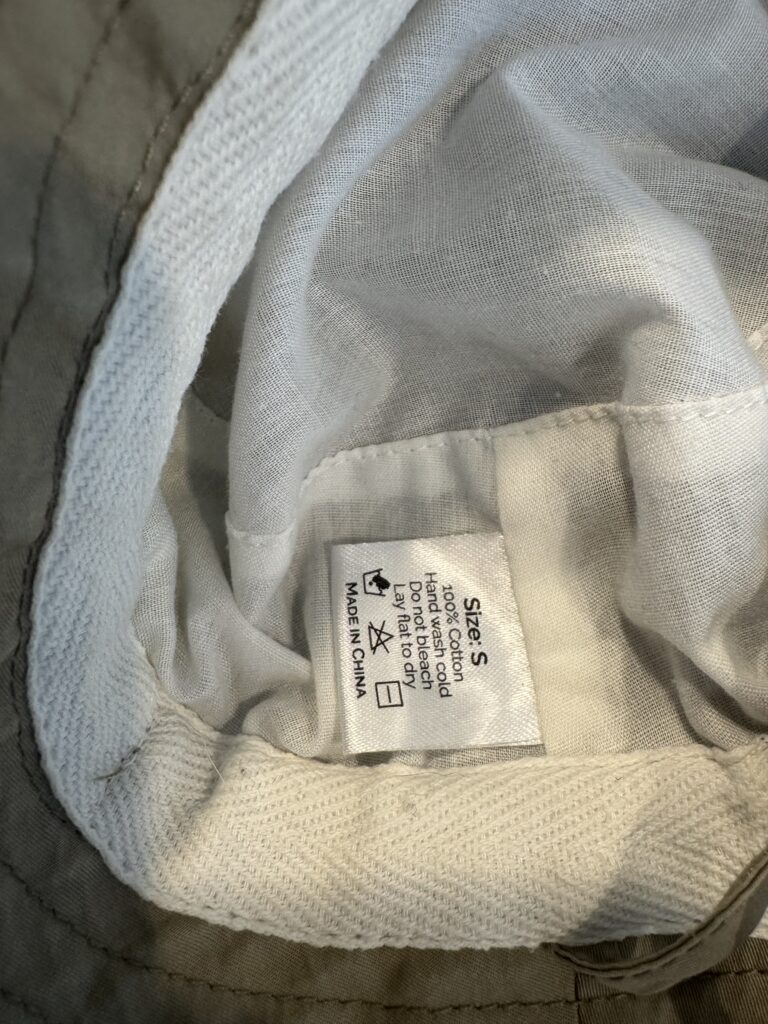 Size: S
100% Cotton
Hand wash cold
Do not bleach
Lay flat to dry
MADE IN CHINA